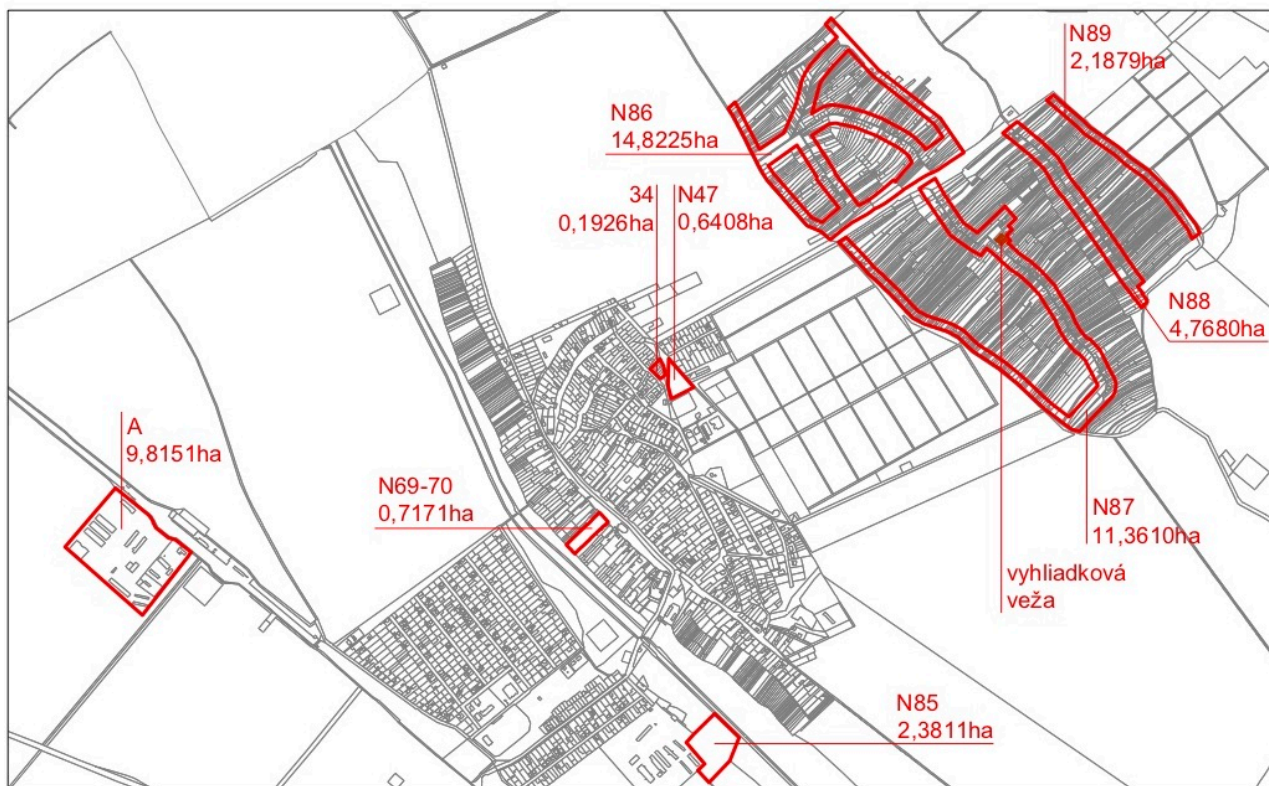 N89
2,1879ha
N86
14,8225ha
34
0,1926ha
N47
0,6408ha
N88
4,7680ha
A
9,8151ha
N69-70
0,7171ha
N87
11,3610ha
vyhliadková
veža
N85
2,3811ha